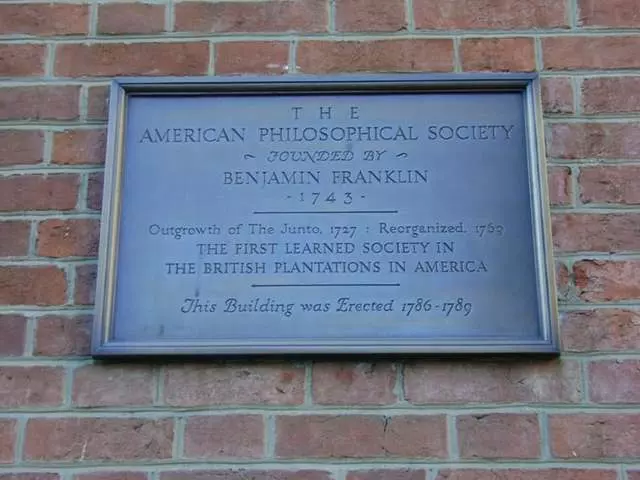 THE
AMERICAN PHILOSOPHICAL SOCIETY
~ FOUNDED BY ~
BENJAMIN FRANKLIN
- 1743 -
Outgrowth of The Junto, 1727 : Reorganized, 1769
THE FIRST LEARNED SOCIETY IN
THE BRITISH PLANTATIONS IN AMERICA
This Building was Erected 1786-1789